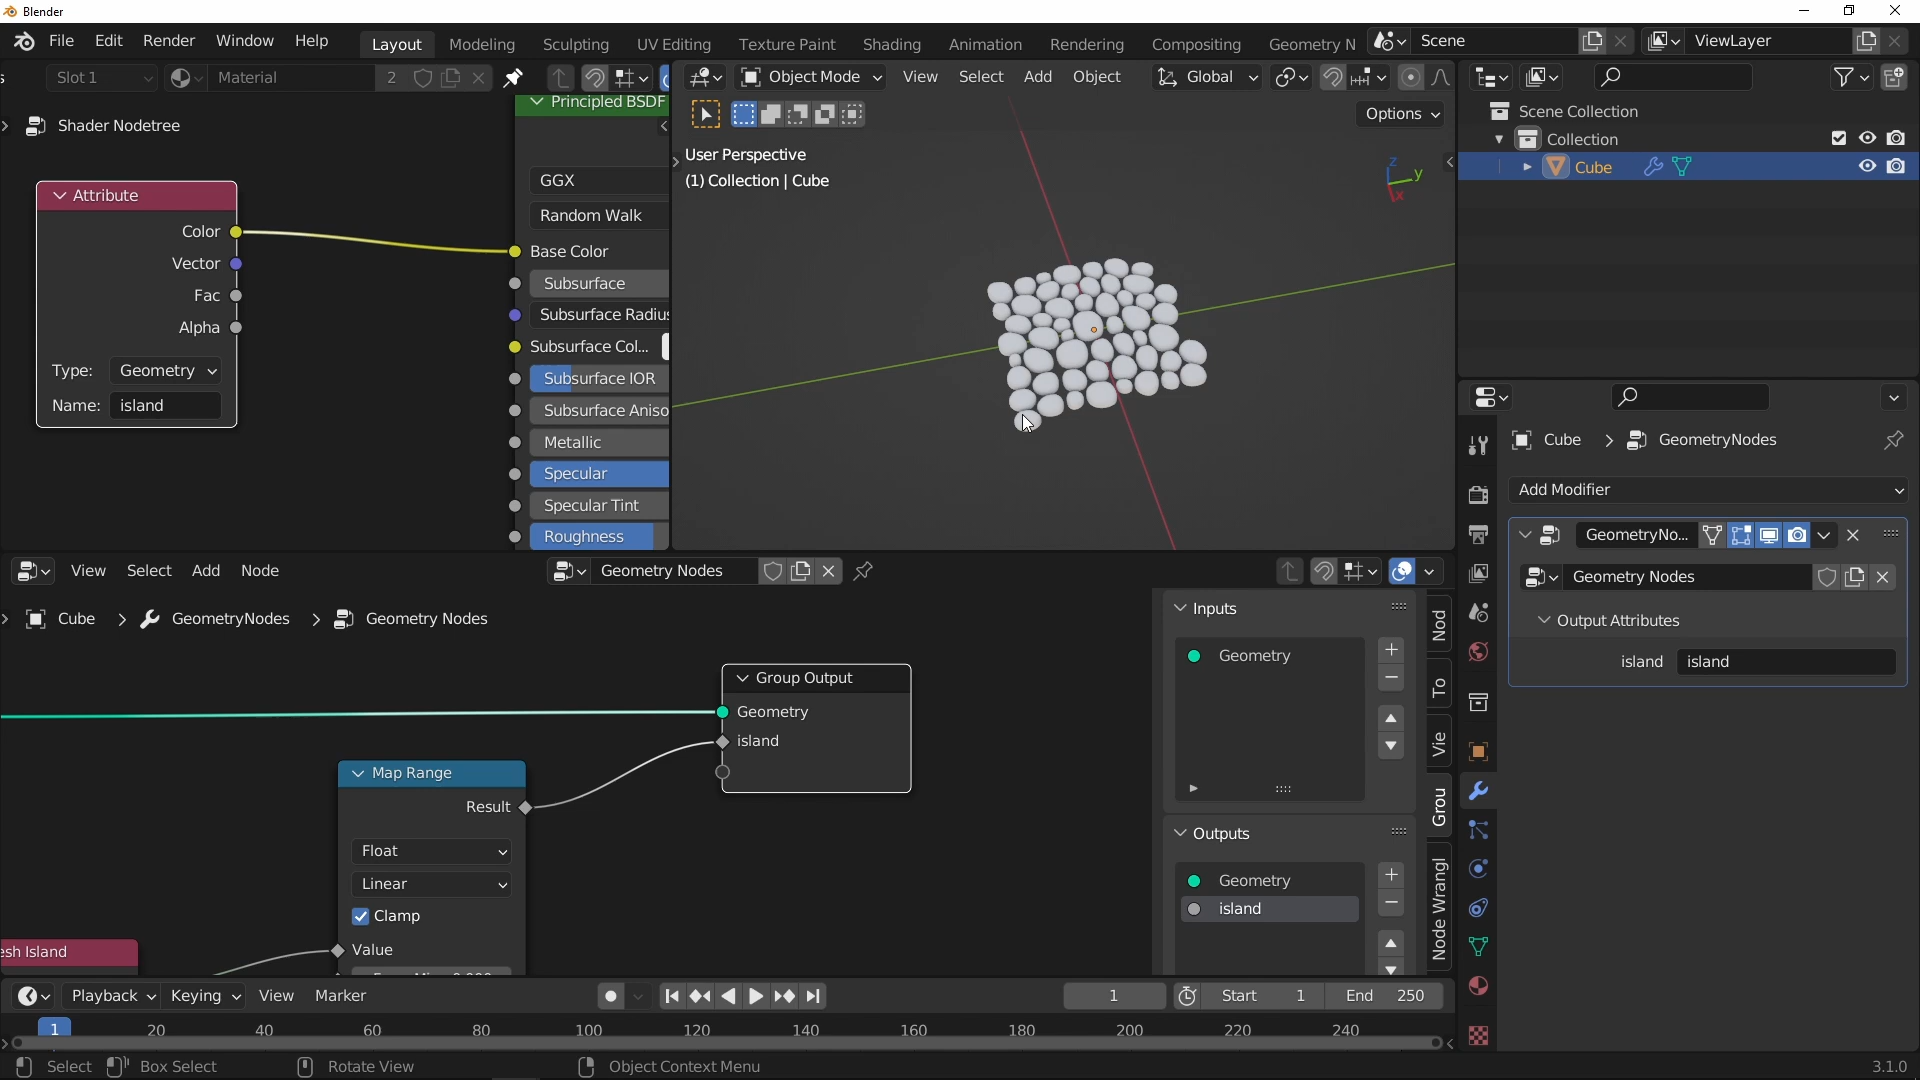 Blender
File Edit Render Window Help Layout Modeling Sculpting UV Editing Texture Paint Shading Animation Rendering Compositing Geometry N Scene ViewLayer
s Slot 1 Material 2
Object Mode View Select Add Object Global
Options
Shader Nodetree
Principled BSDF
GGX
Random Walk
Base Color
Subsurface
Subsurface Radiu
Subsurface Col...
Subsurface IOR
Subsurface Aniso
Metallic
Specular
Specular Tint
Roughness
Attribute
Color
Vector
Fac
Alpha
Type: Geometry
Name: island
User Perspective
(1) Collection | Cube
z
y
x
Scene Collection
Collection
Cube
Cube GeometryNodes
Add Modifier
GeometryNo...
Geometry Nodes
Output Attributes
island island
View Select Add Node Geometry Nodes
Cube GeometryNodes Geometry Nodes
Group Output
Geometry
island
Map Range
Result
Float
Linear
Clamp
Value
esh Island
Inputs
Geometry
Outputs
Geometry
island
Nod
To
Vie
Grou
Node Wrangl
Playback Keying View Marker 1 Start 1 End 250
1 20 40 60 80 100 120 140 160 180 200 220 240
Select Box Select Rotate View Object Context Menu 3.1.0